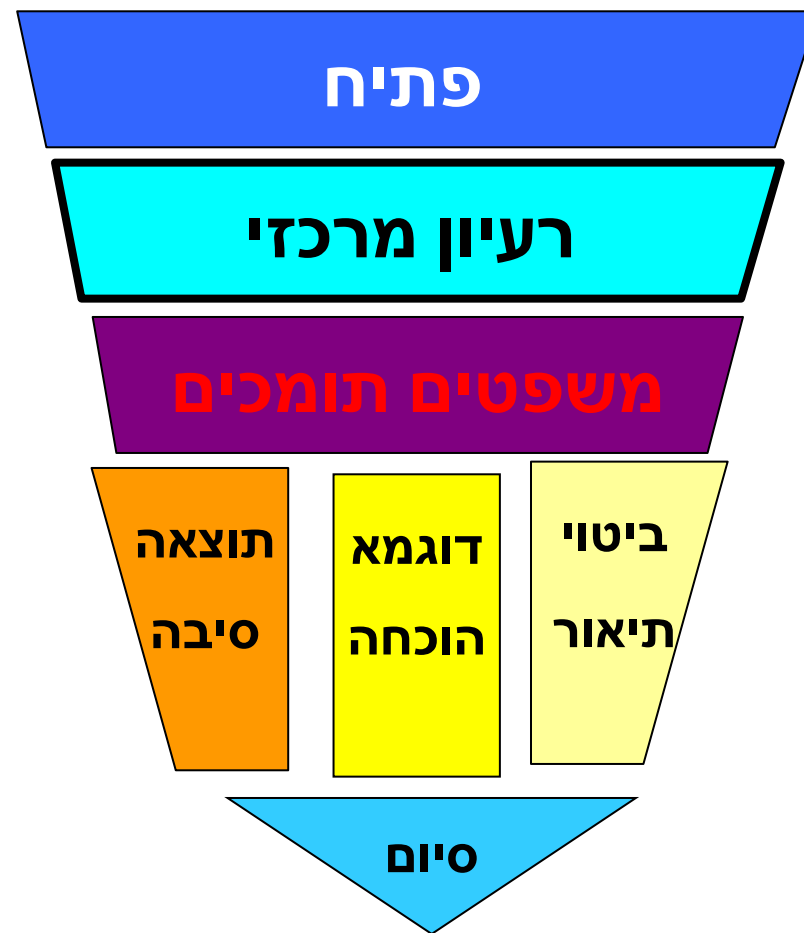 פתיח
רעיון מרכזי
משפטים תומכים
ביטוי
תיאור
דוגמא
הוכחה
תוצאה
סיבה
סיום